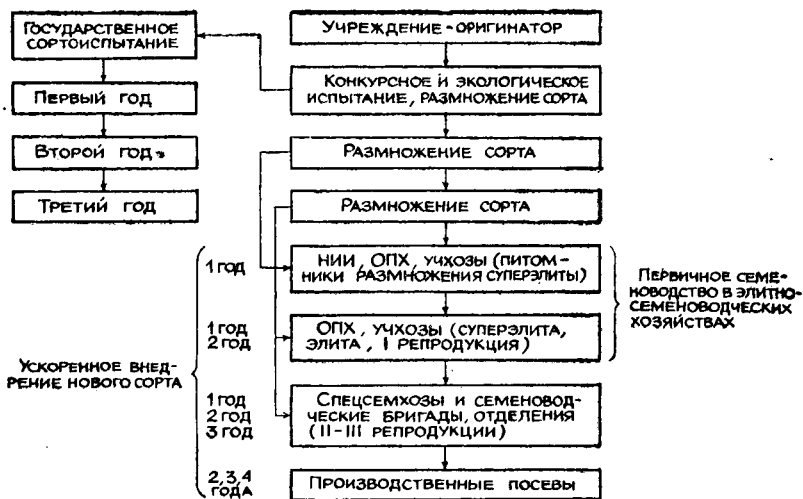 Государственное
сортоиспытание
Первый год
Второй год
Третий год
Учреждение-оригинатор
Конкурсное и экологическое
испытание, размножение сорта
Размножение сорта
Размножение сорта
1 год
НИИ, ОПХ, учхозы (питом-
ники размножения суперэлиты)
Первичное семе-
новодство в элитно-
семеноводческих
хозяйствах
1 год
2 год
ОПХ, учхозы (суперэлита,
элита, I репродукция)
Ускоренное внед-
рение нового сорта
1 год
2 год
3 год
Спецсемхозы и семеновод-
ческие бригады, отделения
(II-III репродукции)
2,3,4
года
Производственные посевы